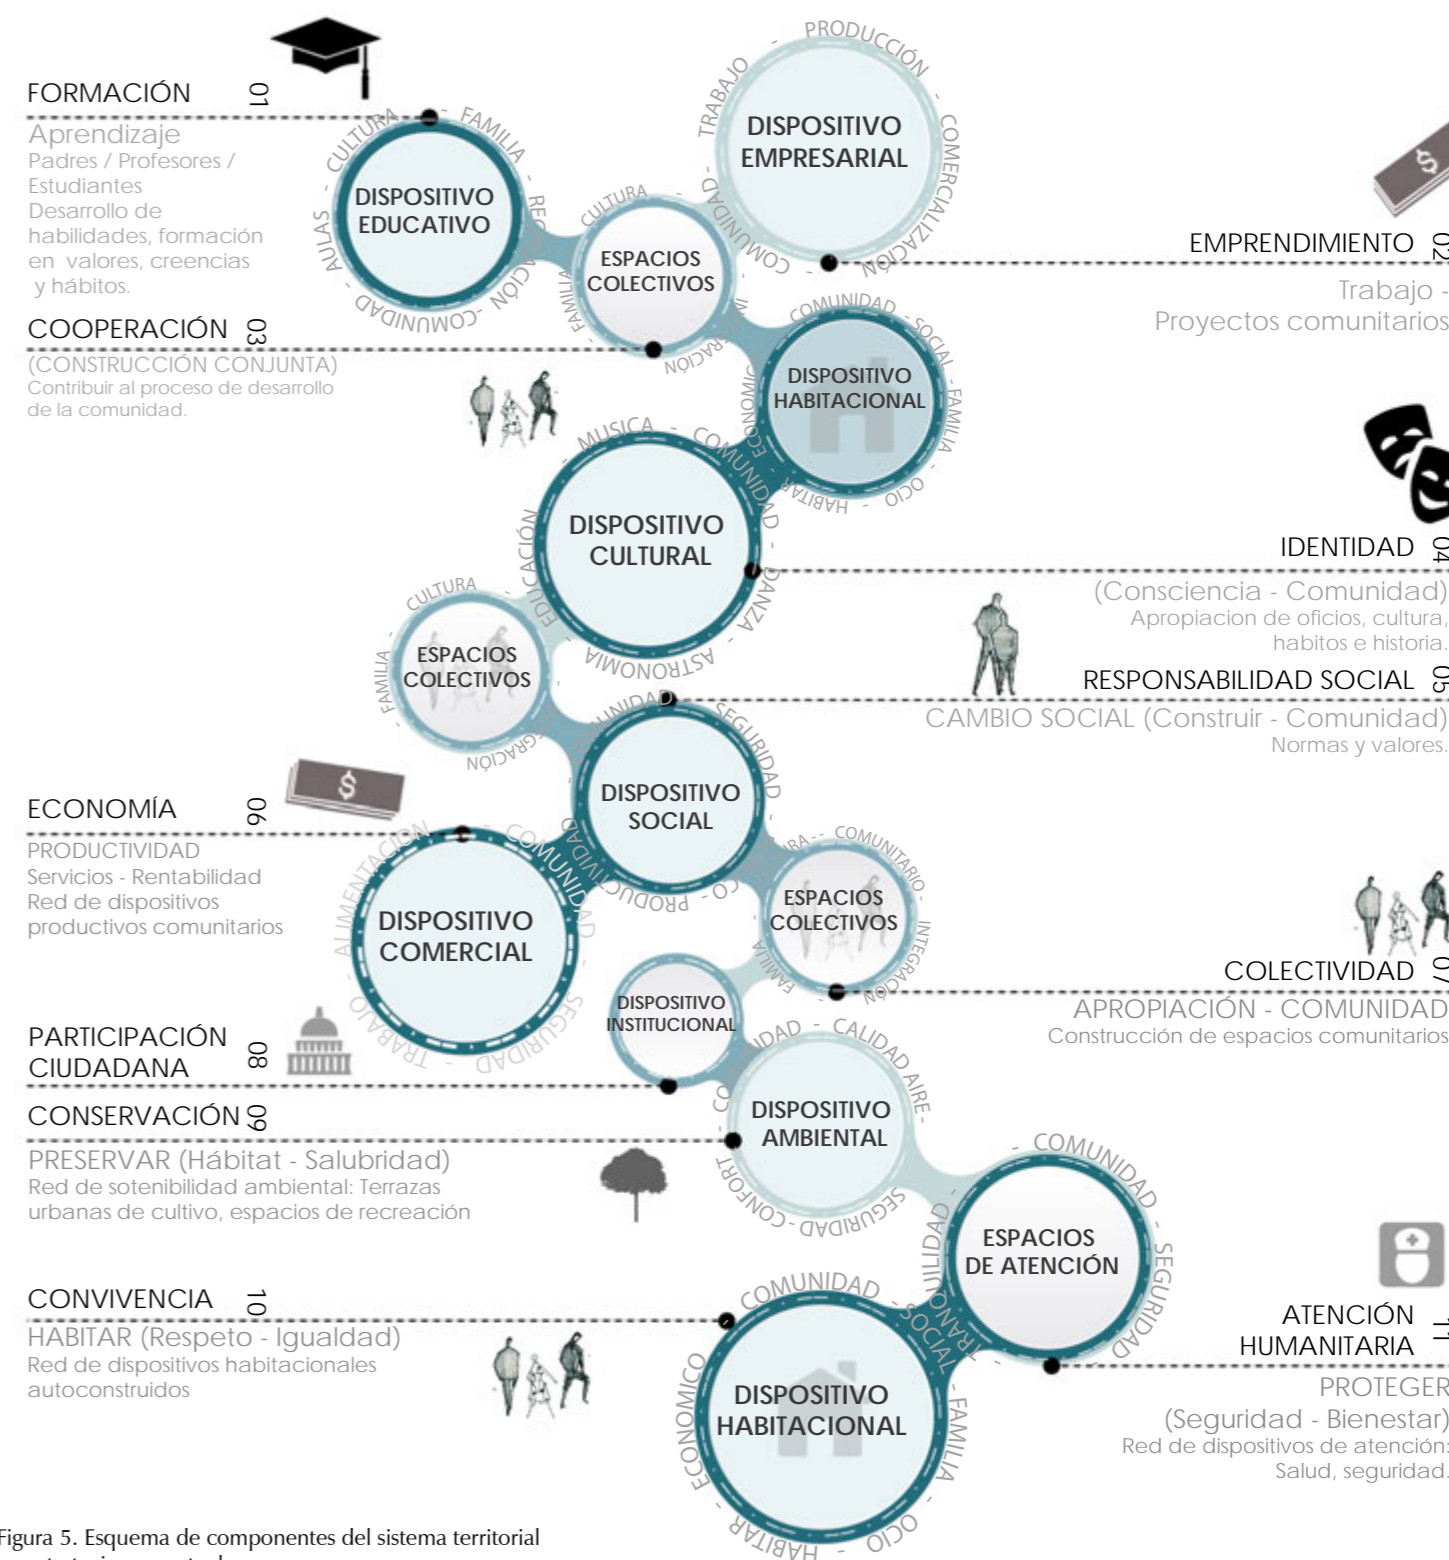 FORMACIÓN 01
Aprendizaje
Padres / Profesores /
Estudiantes
Desarrollo de
habilidades, formación
en valores, creencias
y hábitos.
CULTURA - FAMILIA - RECREACIÓN - COMUNIDAD - AULAS -
DISPOSITIVO
EDUCATIVO
TRABAJO - PRODUCCIÓN - COMERCIALIZACIÓN - COMUNIDAD -
DISPOSITIVO
EMPRESARIAL
$
EMPRENDIMIENTO 02
Trabajo -
Proyectos comunitarios
CULTURA
FAMILIA
ESPACIOS
COLECTIVOS
COOPERACIÓN 03
(CONSTRUCCIÓN CONJUNTA)
Contribuir al proceso de desarrollo
de la comunidad.
COMUNIDAD - SOCIAL - FAMILIA - OCIO - HABITAR - ECONOMICO
DISPOSITIVO
HABITACIONAL
MUSICA - COMUNIDAD - DANZA - ASTRONOMIA - EDUCACIÓN -
DISPOSITIVO
CULTURAL
IDENTIDAD 04
(Consciencia - Comunidad)
Apropiacion de oficios, cultura,
habitos e historia.
CULTURA
FAMILIA -
ESPACIOS
COLECTIVOS
RESPONSABILIDAD SOCIAL 05
CAMBIO SOCIAL (Construir - Comunidad)
Normas y valores.
SEGURIDAD - CO - PRODUCTIVIDAD -
DISPOSITIVO
SOCIAL
ECONOMÍA 06
PRODUCTIVIDAD
Servicios - Rentabilidad
Red de dispositivos
productivos comunitarios
$
ALIMENTACIÓN - COMUNIDAD - SEGURIDAD - TRABAJO -
DISPOSITIVO
COMERCIAL
COMUNITARIO - INTEGRACIÓN - FAMILIA
ESPACIOS
COLECTIVOS
COLECTIVIDAD 07
APROPIACIÓN - COMUNIDAD
Construcción de espacios comunitarios
DISPOSITIVO
INSTITUCIONAL
PARTICIPACIÓN
CIUDADANA 08
CONSERVACIÓN 09
PRESERVAR (Hábitat - Salubridad)
Red de sotenibilidad ambiental: Terrazas
urbanas de cultivo, espacios de recreación
CALIDAD AIRE - SEGURIDAD - CONFORT -
DISPOSITIVO
AMBIENTAL
COMUNIDAD - SEGURIDAD - TRANQUILIDAD -
ESPACIOS
DE ATENCIÓN
CONVIVENCIA 10
HABITAR (Respeto - Igualdad)
Red de dispositivos habitacionales
autoconstruidos
COMUNIDAD - SOCIAL - FAMILIA - OCIO - HABITAR - ECONOMICO
DISPOSITIVO
HABITACIONAL
ATENCIÓN
HUMANITARIA 11
PROTEGER
(Seguridad - Bienestar)
Red de dispositivos de atención:
Salud, seguridad.
Figura 5. Esquema de componentes del sistema territorial